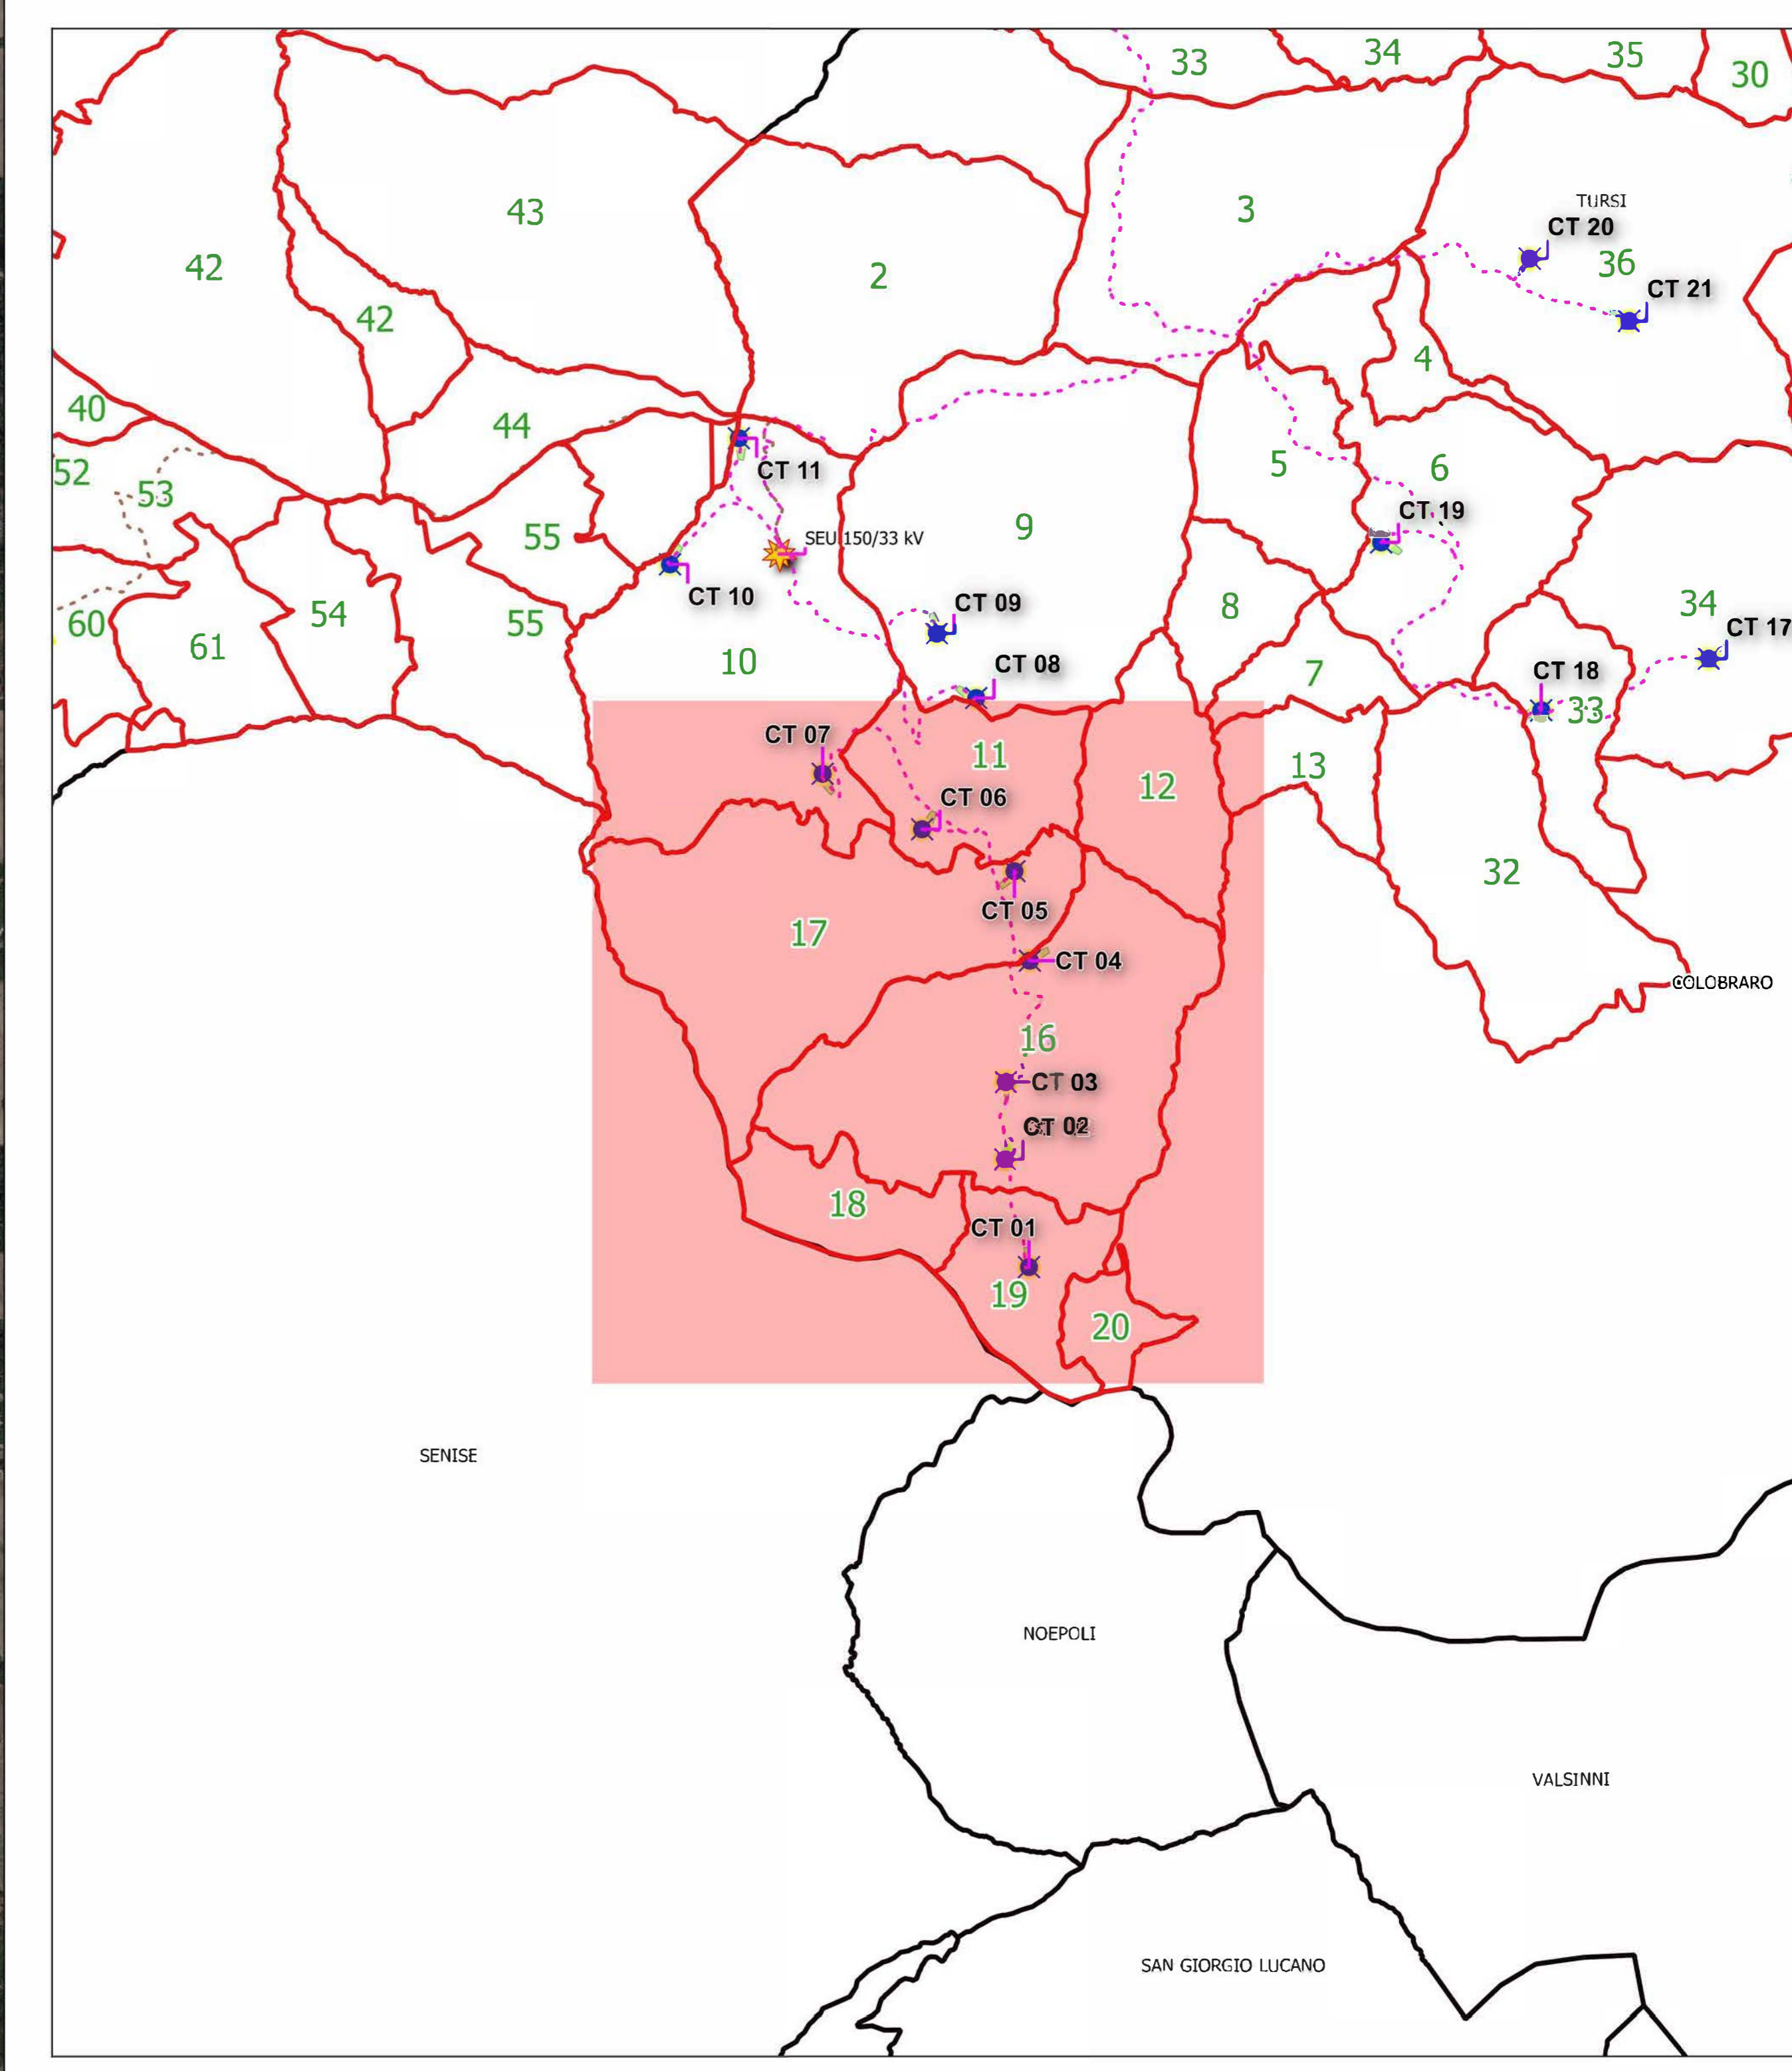 33
34
35
30
43
3
TURSI
CT 20
36
42
2
CT 21
42
4
40
44
5
6
52
53
CT 11
CT 19
9
55
SEU 150/33 kV
CT 10
CT 09
8
34
60
61
54
55
10
CT 17
CT 08
7
CT 18
33
CT 07
11
13
12
CT 06
32
CT 05
17
CT 04
COLOBRARO
16
CT 03
CT 02
18
CT 01
19
20
SENISE
NOEPOLI
VALSINNI
SAN GIORGIO LUCANO